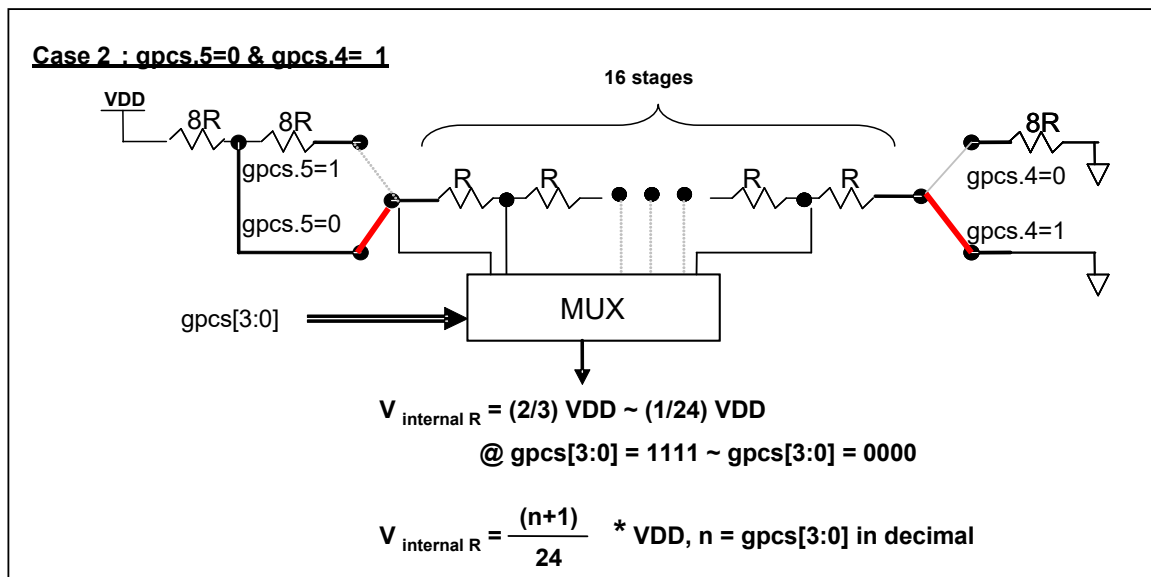 Case 2 : gpcs.5=0 & gpcs.4= 1
16 stages
VDD
8R 8R 8R
gpcs.5=1 R R R R gpcs.4=0
gpcs.5=0 gpcs.4=1
MUX
gpcs[3:0]
V internal R = (2/3) VDD ~ (1/24) VDD
@ gpcs[3:0] = 1111 ~ gpcs[3:0] = 0000
V internal R = (n+1) / 24 * VDD, n = gpcs[3:0] in decimal